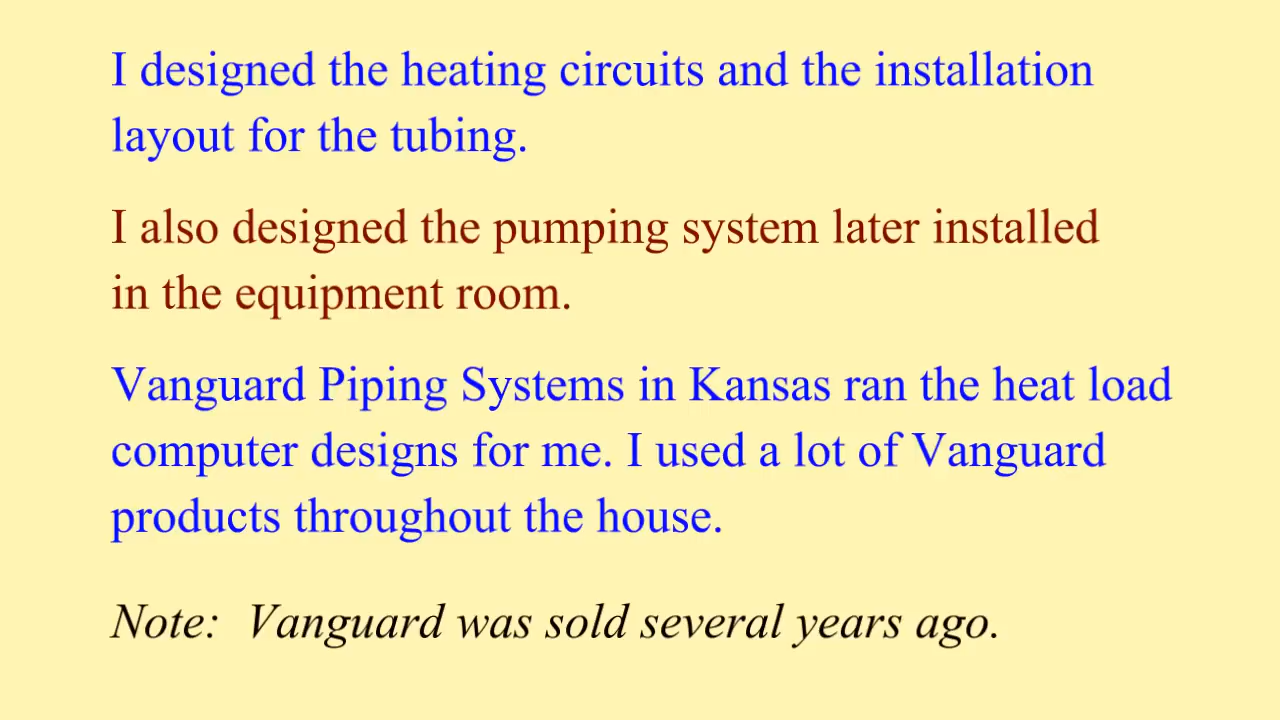 I designed the heating circuits and the installation
layout for the tubing.
I also designed the pumping system later installed
in the equipment room.
Vanguard Piping Systems in Kansas ran the heat load
computer designs for me. I used a lot of Vanguard
products throughout the house.
Note: Vanguard was sold several years ago.